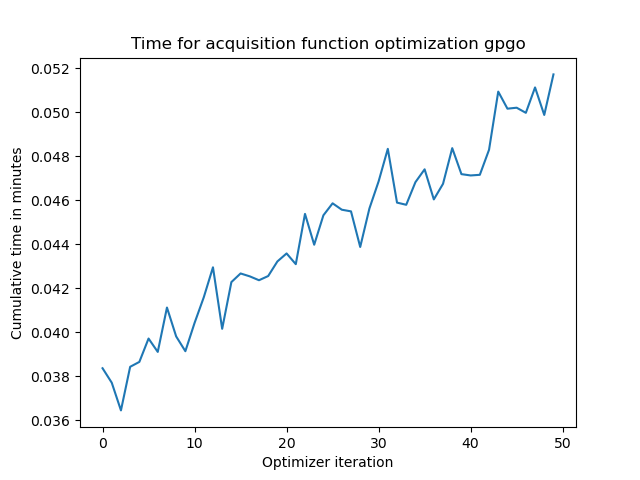 Time for acquisition function optimization gpgo
0.052
0.050
0.048
0.046
0.044
0.042
0.040
0.038
0.036
Cumulative time in minutes
0 10 20 30 40 50
Optimizer iteration